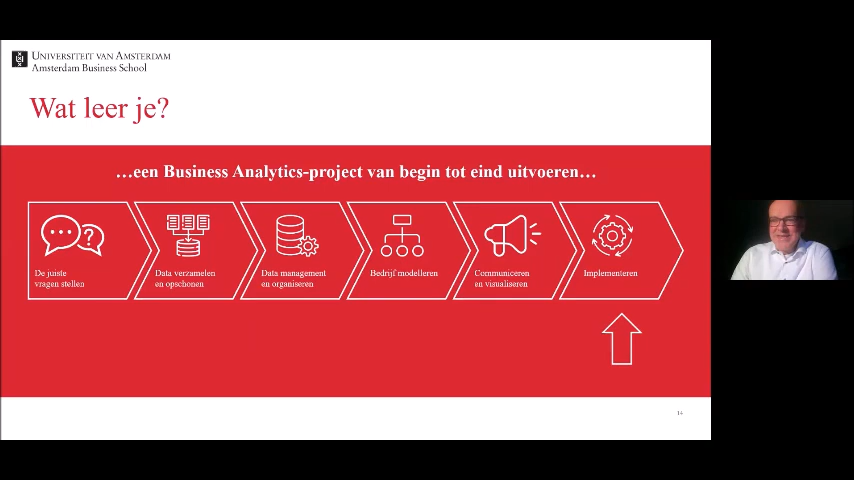 UNIVERSITEIT VAN AMSTERDAM
Amsterdam Business School
Wat leer je?
…een Business Analytics-project van begin tot eind uitvoeren…
De juiste
vragen stellen
Data verzamelen
en opschonen
Data management
en organiseren
Bedrijf modelleren
Communiceren
en visualiseren
Implementeren
14